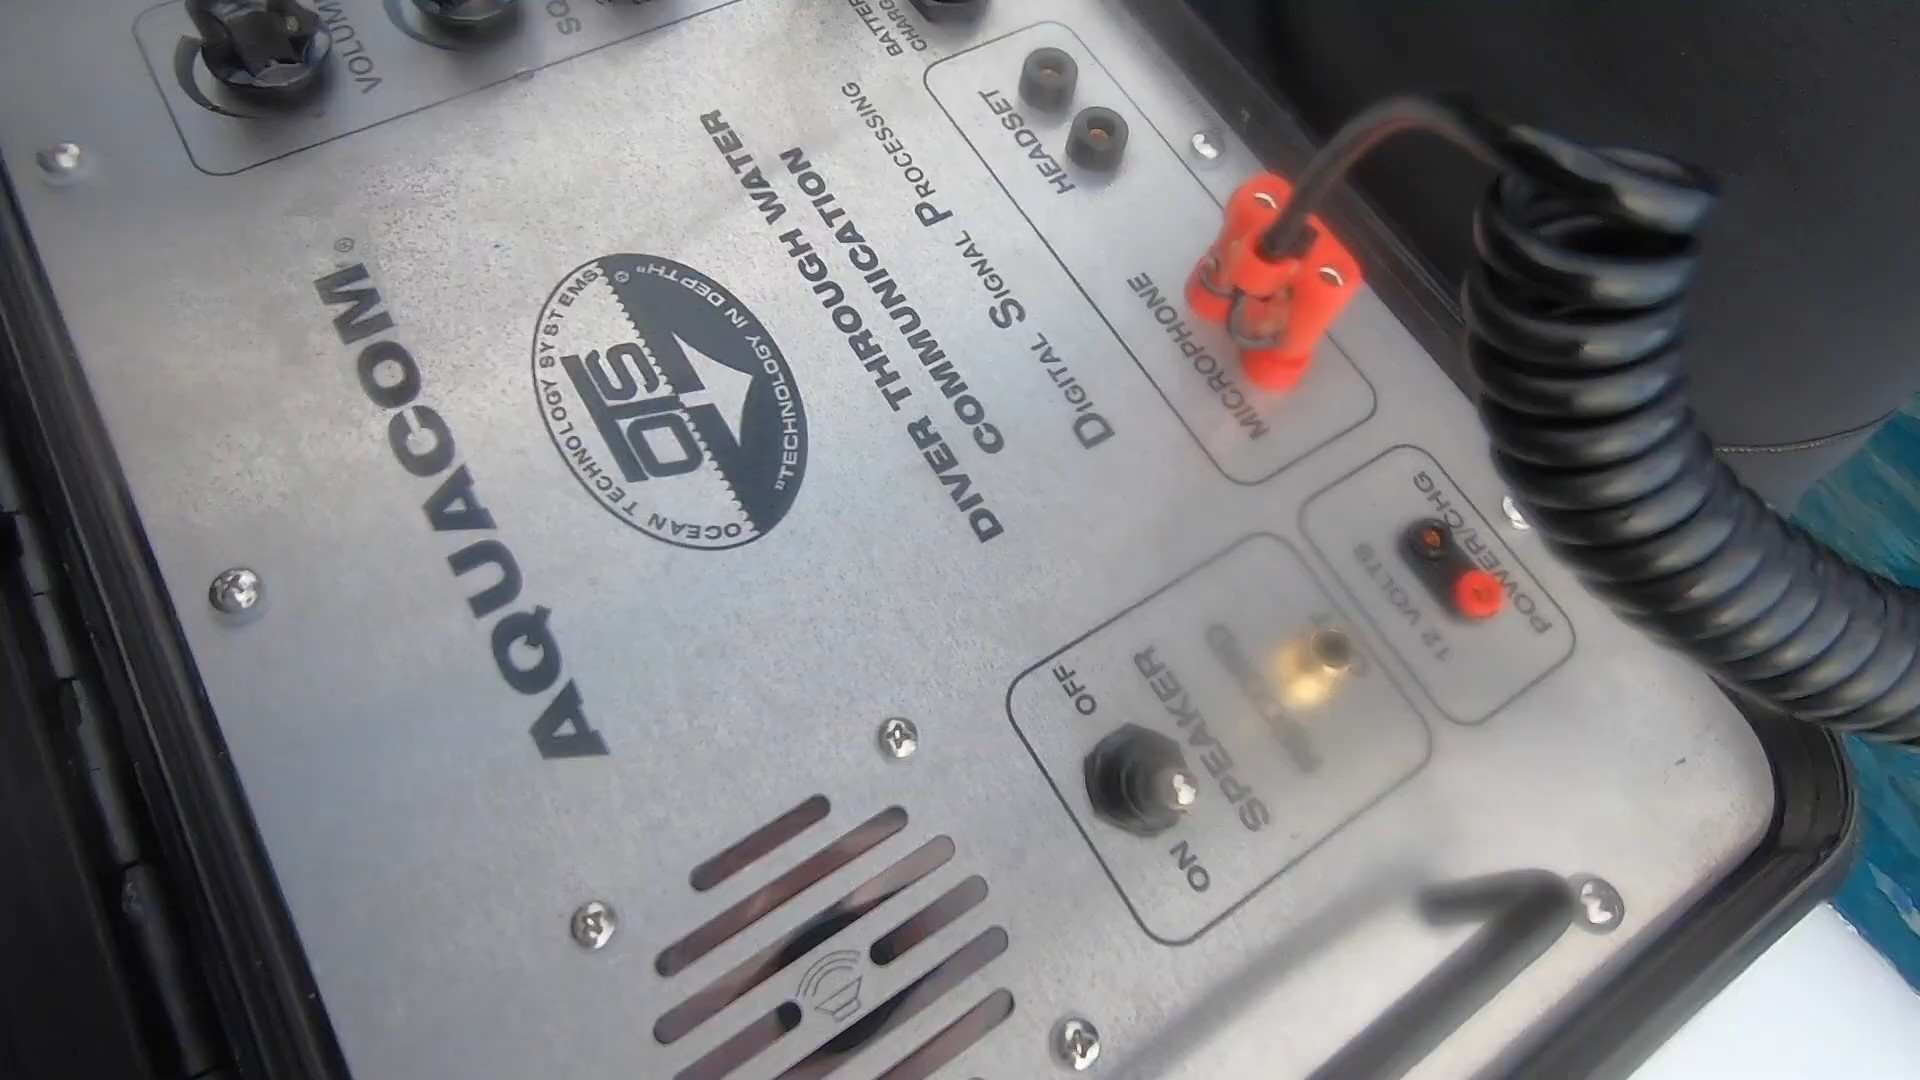 VOLUME
SQ
BATTERY
AQUACOM®
OCEAN TECHNOLOGY SYSTEMS
"TECHNOLOGY IN DEPTH"®
OTS
DIVER THROUGH WATER
COMMUNICATION
DIGITAL SIGNAL PROCESSING
HEADSET
MICROPHONE
POWER/CHG
12 VOLTS
SPEAKER
OFF
ON